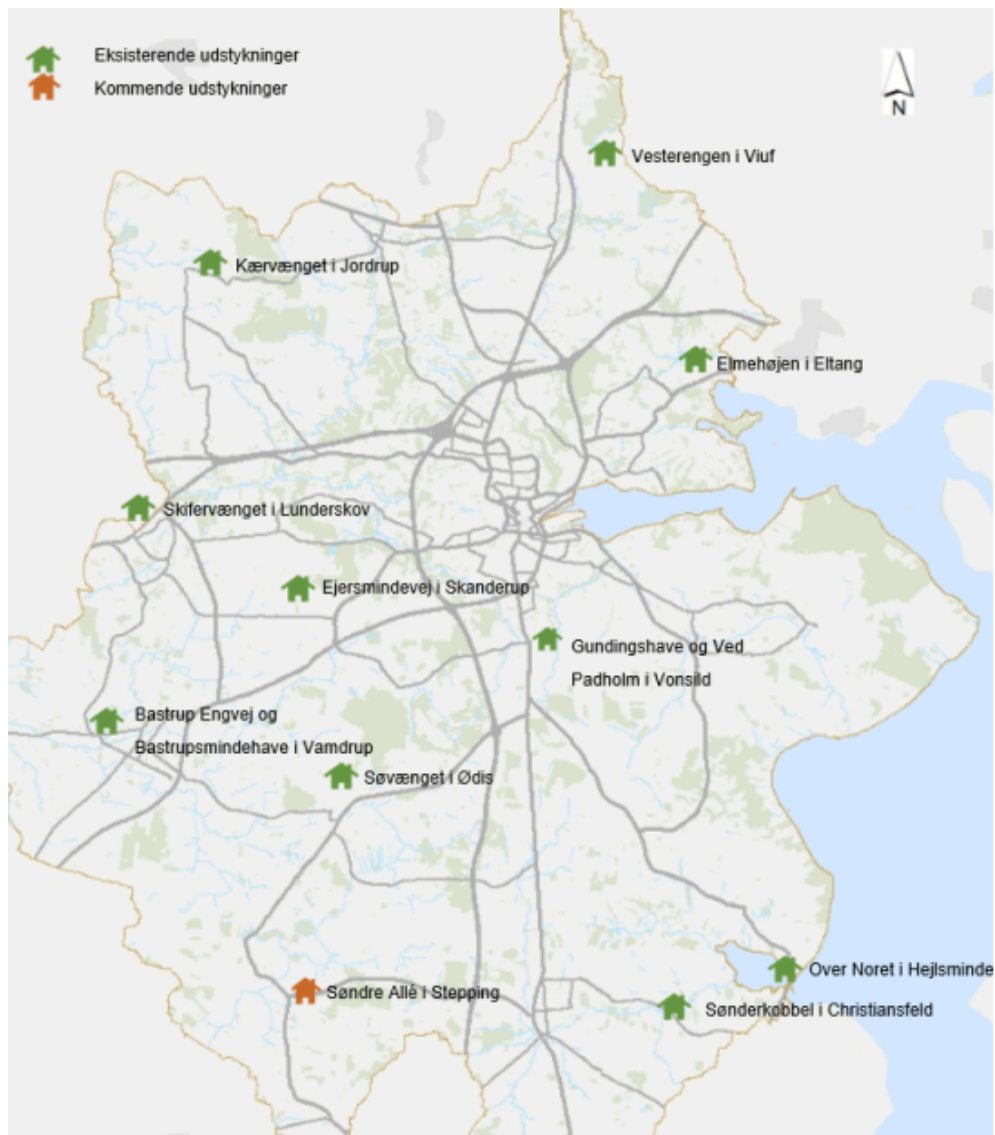 Eksisterende udstykninger
Kommende udstykninger
N
Vesterengen i Viuf
Kærvænget i Jordrup
Elmehøjen i Eltang
Skifervænget i Lunderskov
Ejersmindevej i Skanderup
Gundingshave og Ved
Padholm i Vonsild
Bastrup Engvej og
Bastrupsmindehave i Vamdrup
Søvænget i Ødis
Over Noret i Hejlsminde
Søndre Allé i Stepping
Sønderkobbel i Christiansfeld